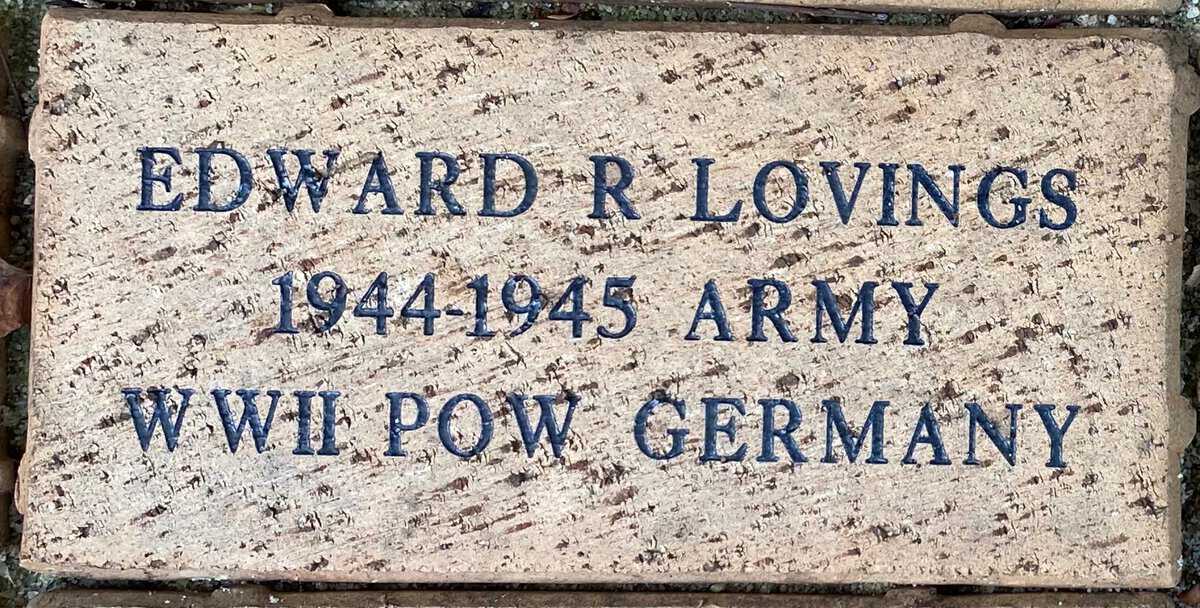 EDWARD R LOVINGS
1944-1945 ARMY
WWII POW GERMANY